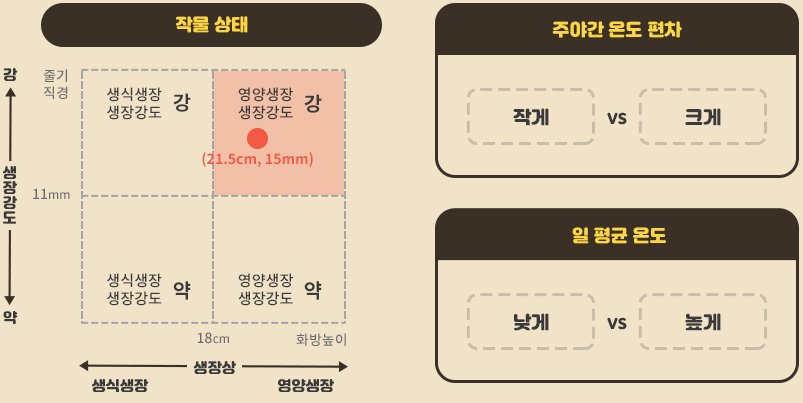 작물 상태
강
줄기
직경
생식생장
생장강도
강
영양생장
생장강도
강
(21.5cm, 15mm)
생장강도
11mm
생식생장
생장강도
약
영양생장
생장강도
약
약
18cm
화방높이
생장상
생식생장
영양생장
주야간 온도 편차
작게
vs
크게
일 평균 온도
낮게
vs
높게